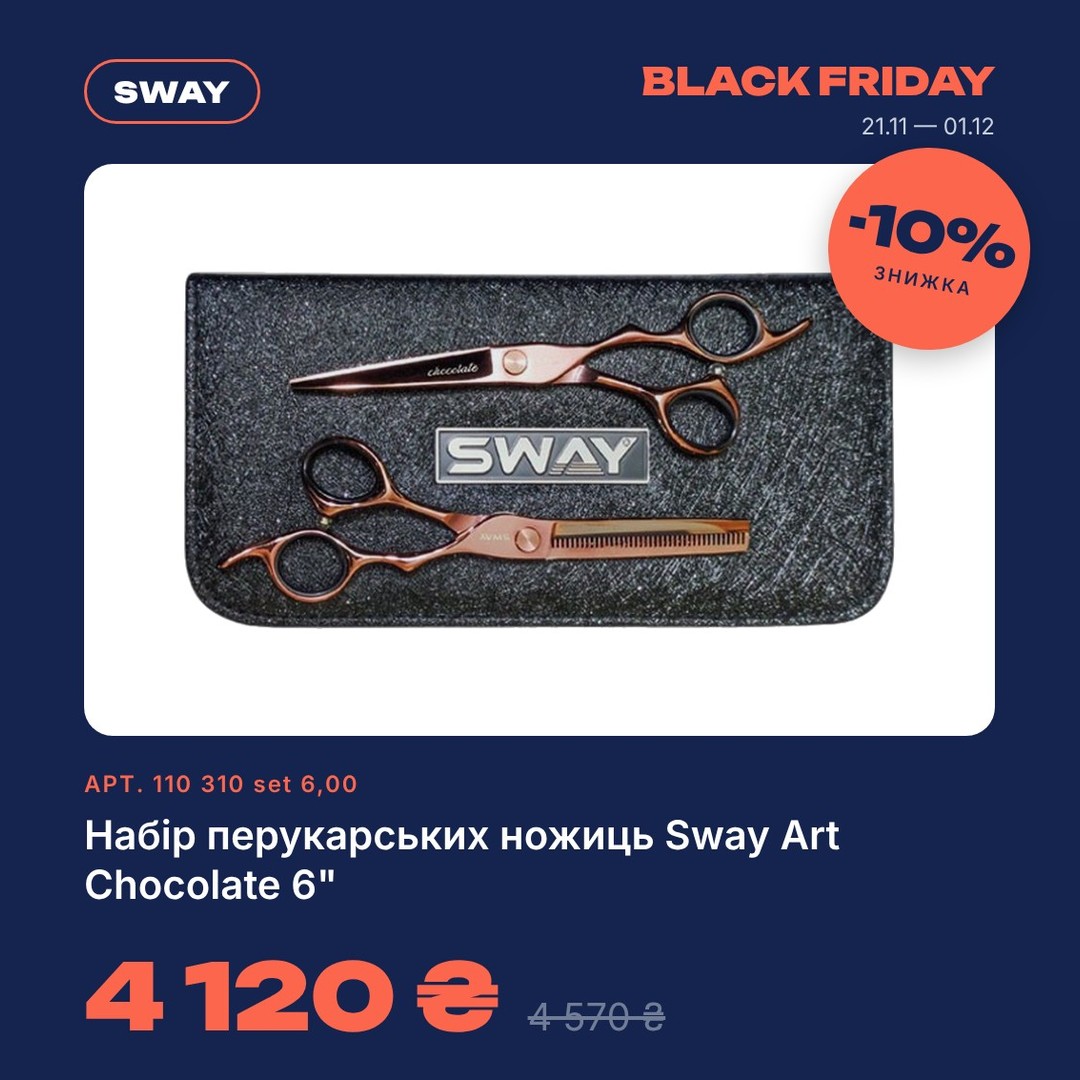 SWAY
BLACK FRIDAY
21.11 — 01.12
-10%
ЗНИЖКА
chocolate
SWAY®
АРТ. 110 310 set 6,00
Набір перукарських ножиць Sway Art
Chocolate 6"
4 120 ₴ 4 570 ₴